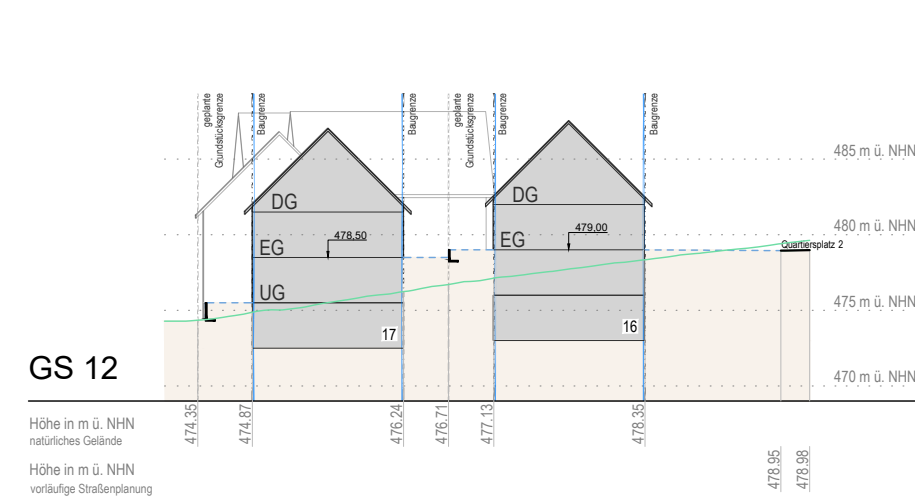 geplante
Grundstücksgrenze
Baugrenze
Baugrenze
geplante
Grundstücksgrenze
Baugrenze
Baugrenze
485 m ü. NHN
DG
DG
480 m ü. NHN
EG
478.50
EG
479.00
Quartiersplatz 2
UG
475 m ü. NHN
17
16
GS 12
470 m ü. NHN
Höhe in m ü. NHN
natürliches Gelände
474.35
474.87
476.24
476.71
477.13
478.35
Höhe in m ü. NHN
vorläufige Straßenplanung
478.95
478.98